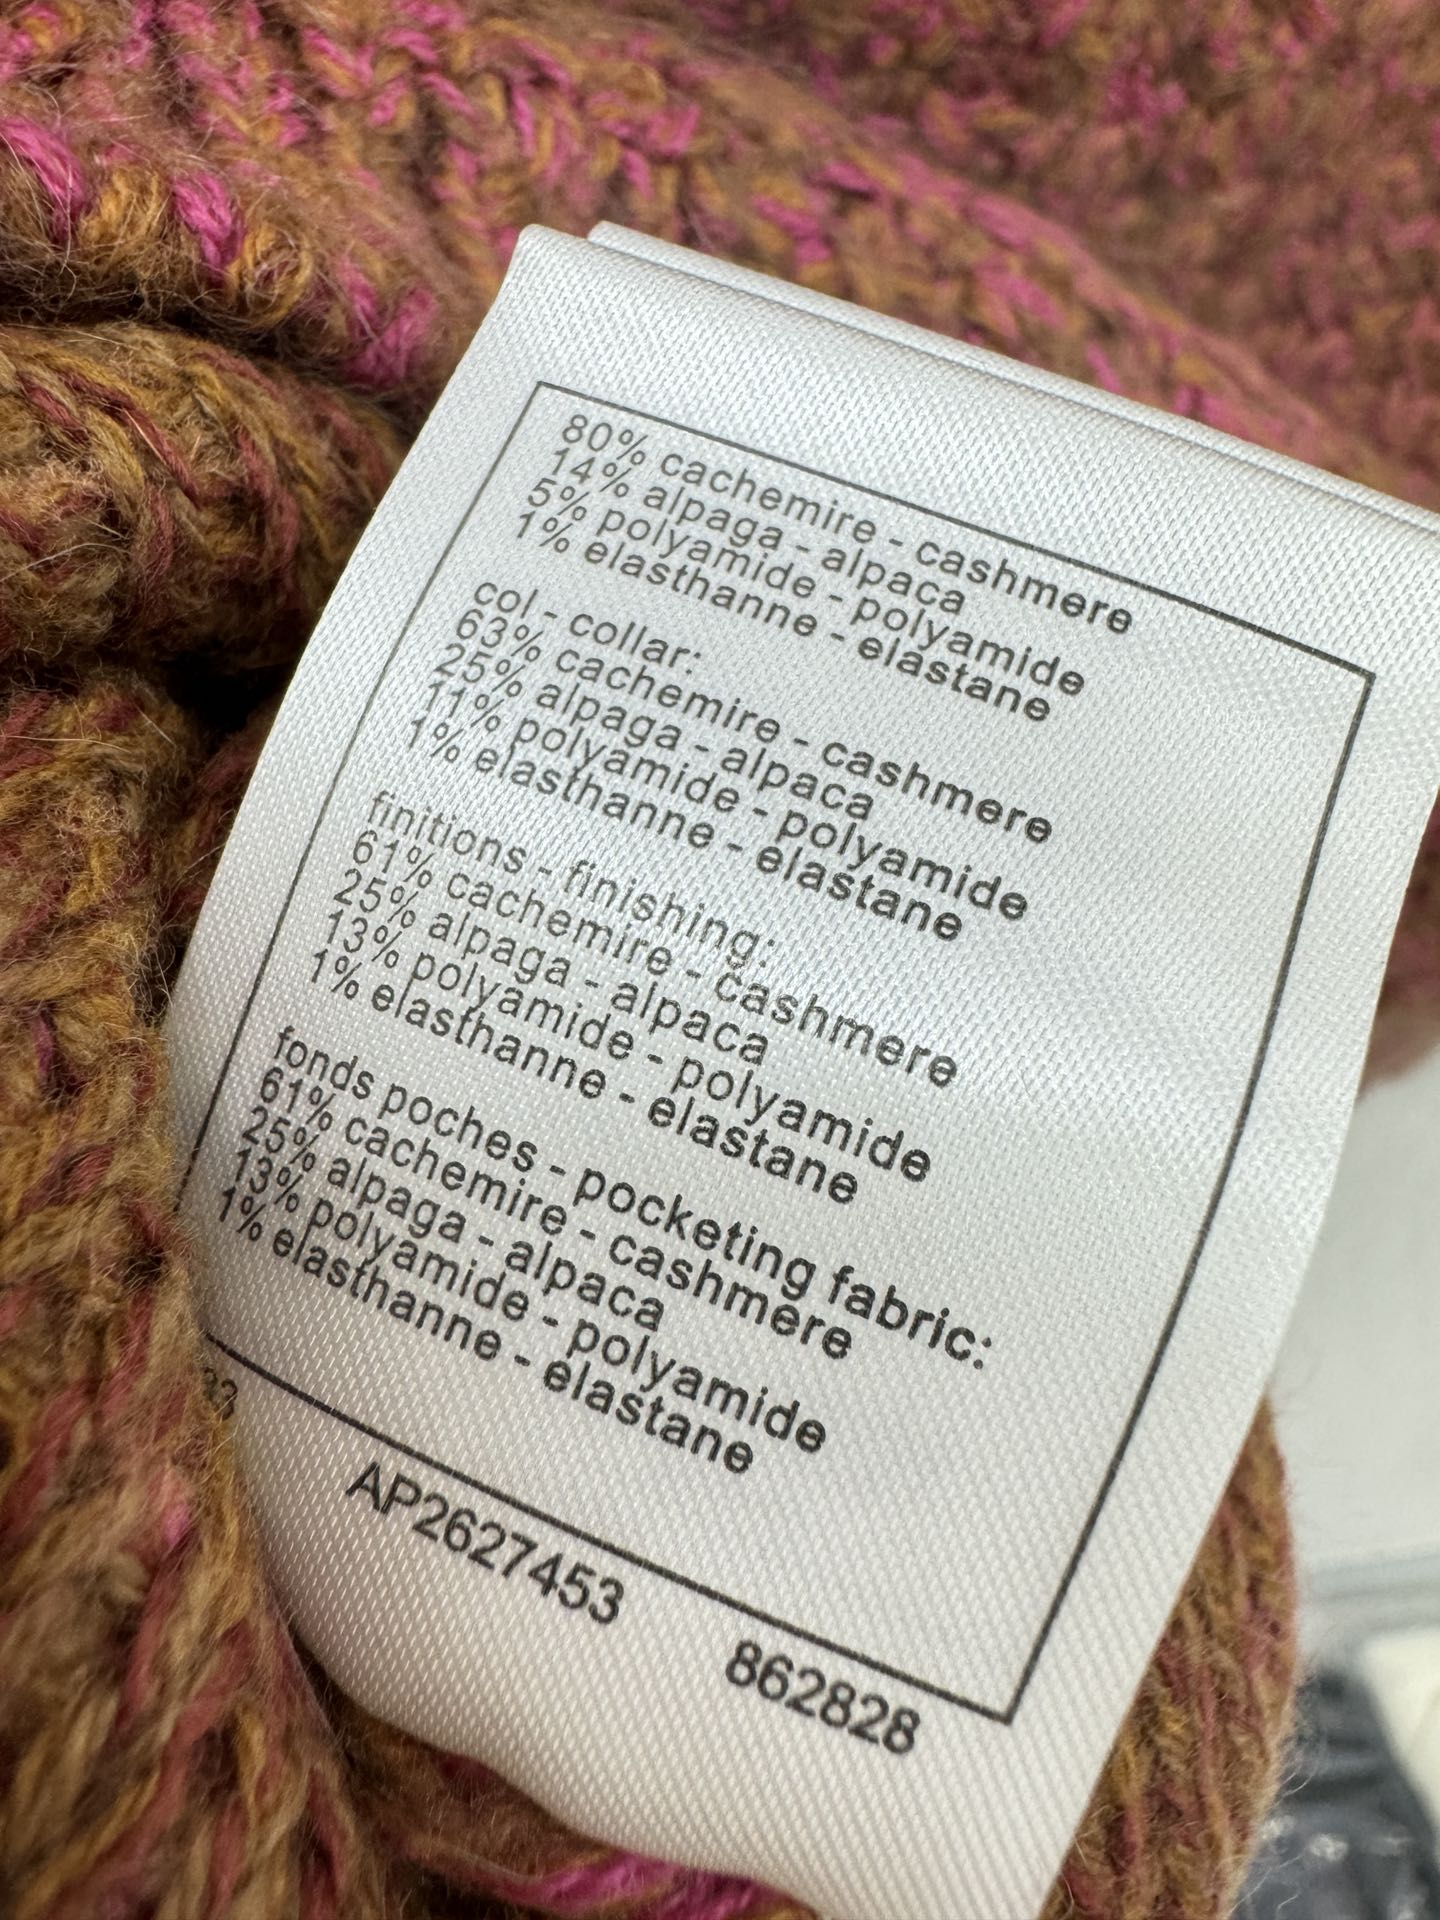 80% cachemire - cashmere
14% alpaga - alpaca
5% polyamide - polyamide
1% elasthanne - elastane
col - collar:
63% cachemire - cashmere
25% alpaga - alpaca
11% polyamide - polyamide
1% elasthanne - elastane
finitions - finishing:
61% cachemire - cashmere
25% alpaga - alpaca
13% polyamide - polyamide
1% elasthanne - elastane
fonds poches - pocketing fabric:
61% cachemire - cashmere
25% alpaga - alpaca
13% polyamide - polyamide
1% elasthanne - elastane
AP2627453
862828